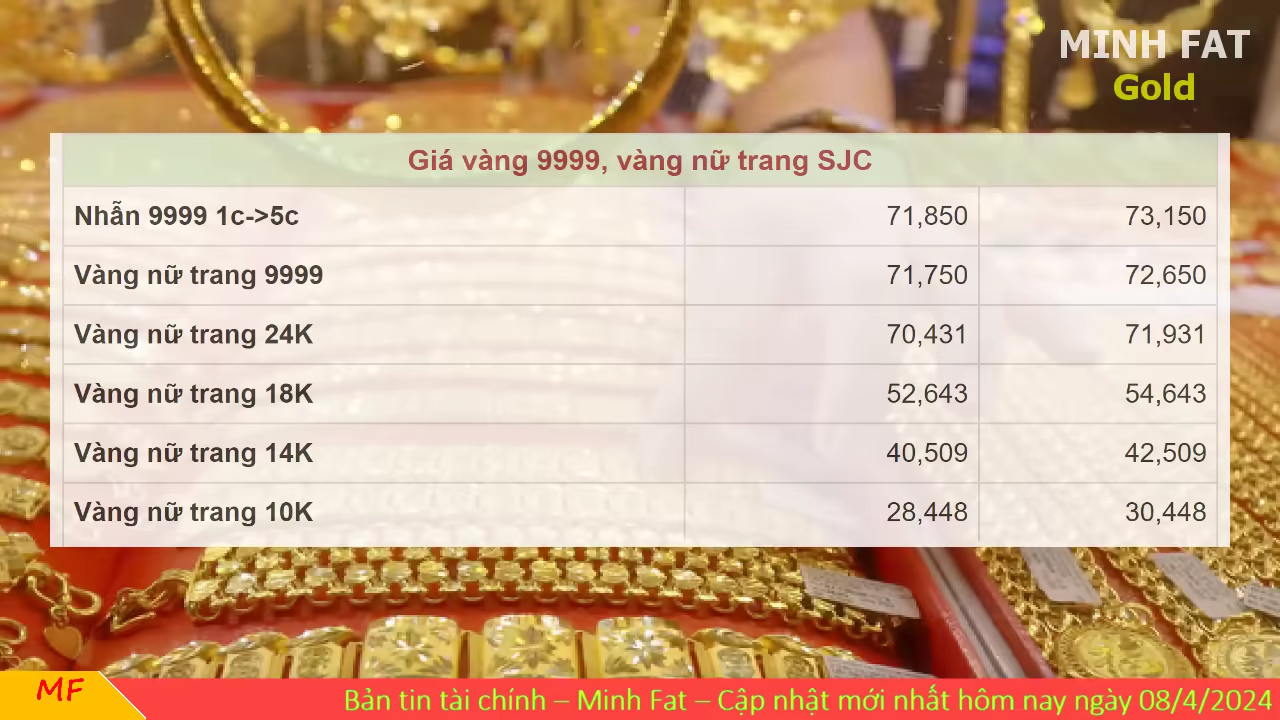 MINH FAT
Gold
Giá vàng 9999, vàng nữ trang SJC
Nhẫn 9999 1c->5c 71,850 73,150
Vàng nữ trang 9999 71,750 72,650
Vàng nữ trang 24K 70,431 71,931
Vàng nữ trang 18K 52,643 54,643
Vàng nữ trang 14K 40,509 42,509
Vàng nữ trang 10K 28,448 30,448
MF
Bản tin tài chính – Minh Fat – Cập nhật mới nhất hôm nay ngày 08/4/2024